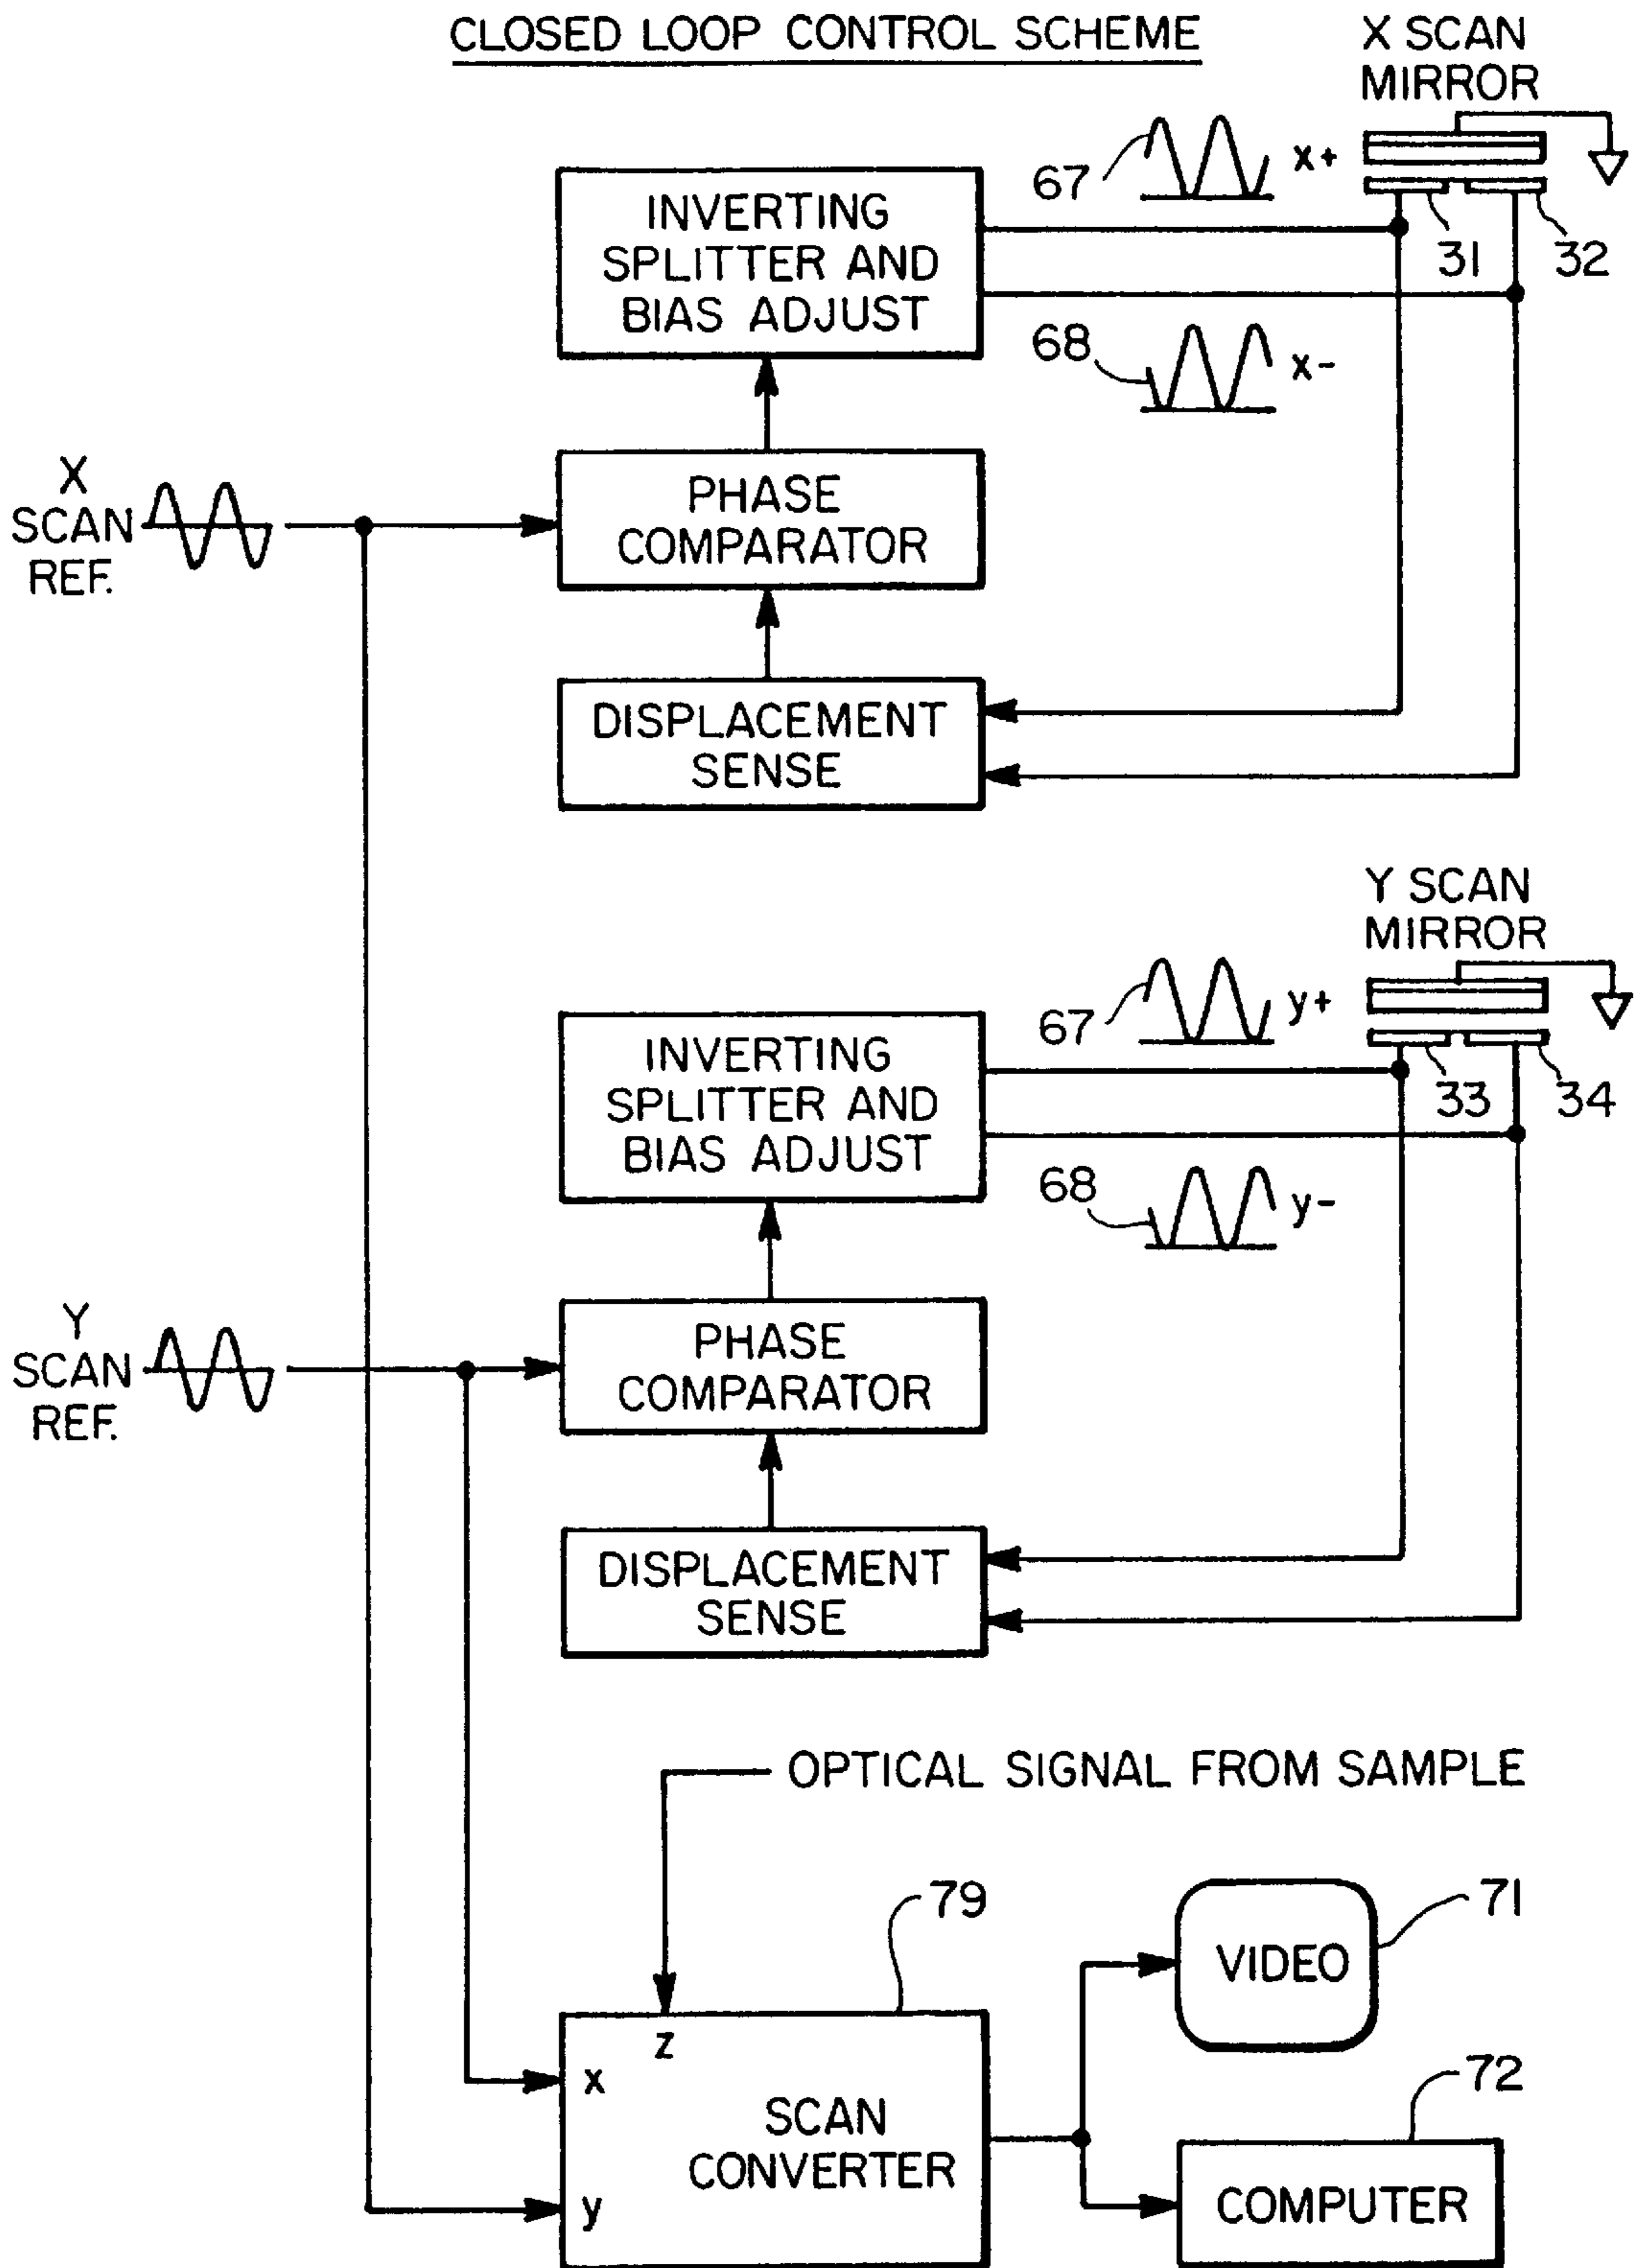 CLOSED LOOP CONTROL SCHEME
X SCAN
MIRROR
67
x+
INVERTING
SPLITTER AND
BIAS ADJUST
31
32
68
x-
X
SCAN
REF.
PHASE
COMPARATOR
DISPLACEMENT
SENSE
Y SCAN
MIRROR
67
y+
INVERTING
SPLITTER AND
BIAS ADJUST
33
34
68
y-
Y
SCAN
REF.
PHASE
COMPARATOR
DISPLACEMENT
SENSE
OPTICAL SIGNAL FROM SAMPLE
79
71
VIDEO
z
x
SCAN
CONVERTER
y
72
COMPUTER